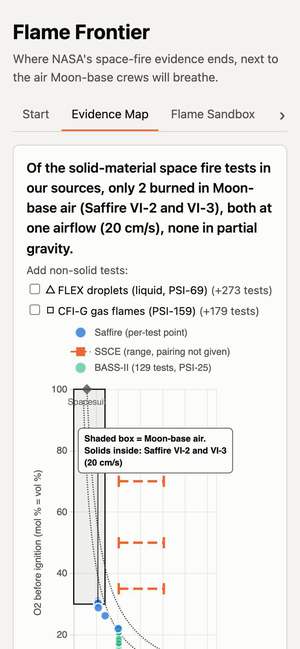 Flame Frontier
Where NASA's space-fire evidence ends, next to
the air Moon-base crews will breathe.
Start
Evidence Map
Flame Sandbox
Of the solid-material space fire tests in
our sources, only 2 burned in Moon-
base air (Saffire VI-2 and VI-3), both at
one airflow (20 cm/s), none in partial
gravity.
Add non-solid tests:
FLEX droplets (liquid, PSI-69) (+273 tests)
CFI-G gas flames (PSI-159) (+179 tests)
Saffire (per-test point)
SSCE (range, pairing not given)
BASS-II (129 tests, PSI-25)
100
Shaded box = Moon-base air.
Solids inside: Saffire VI-2 and VI-3
(20 cm/s)
80
60
40
20
O2 before ignition (mol % = vol %)